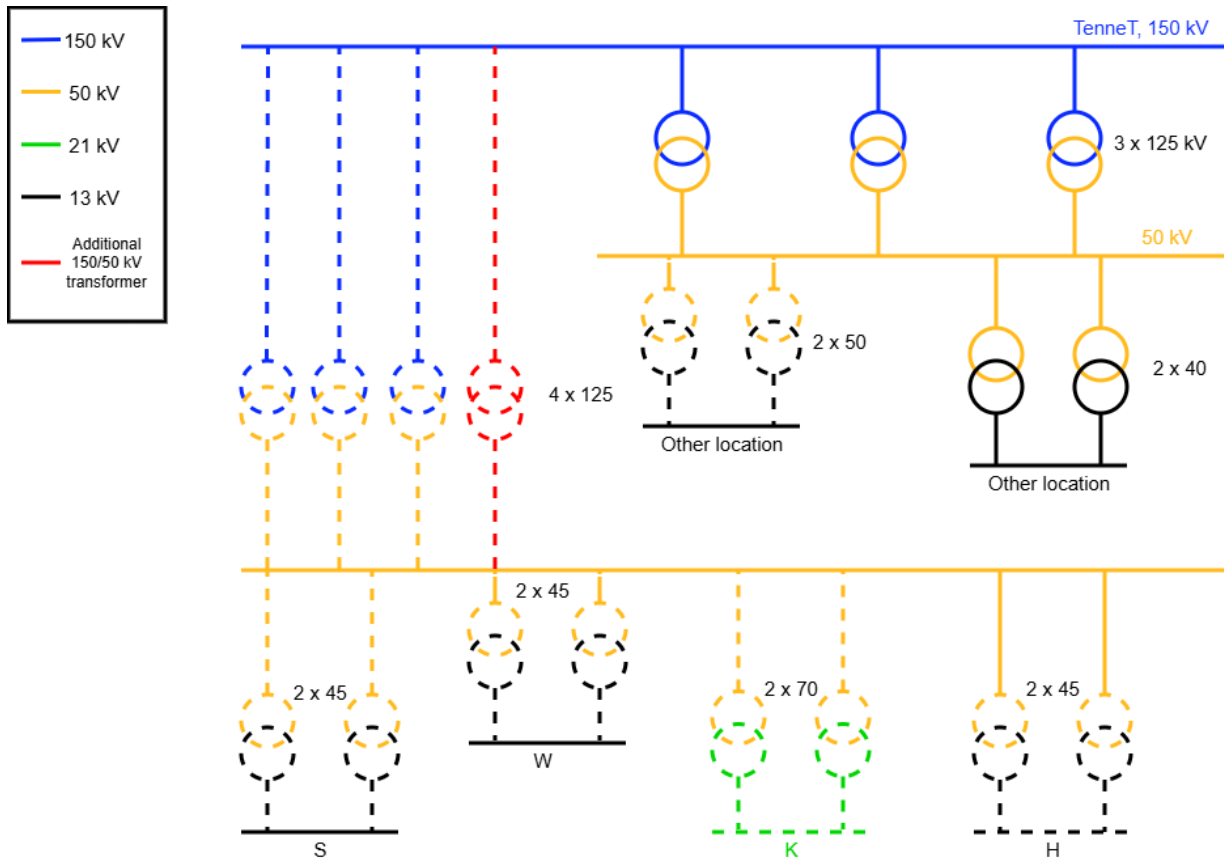 150 kV
50 kV
21 kV
13 kV
Additional
150/50 kV
transformer
TenneT, 150 kV
3 x 125 kV
50 kV
2 x 50
2 x 40
4 x 125
Other location
Other location
2 x 45
2 x 45
2 x 70
2 x 45
W
S
K
H